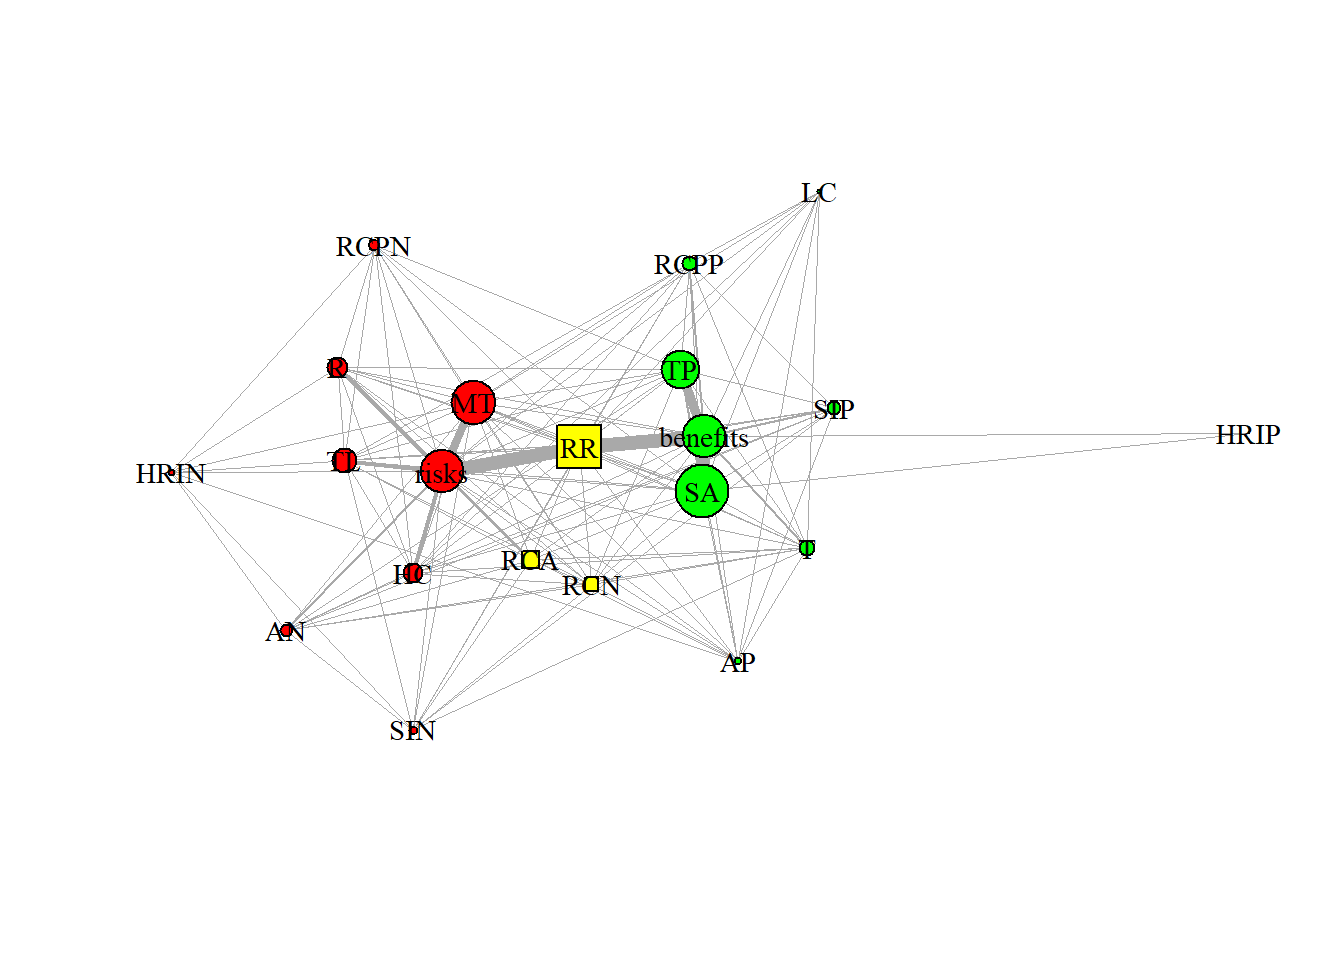 LC
RCPN
RCPP
R
TP
MT
SIP
benefits
HRIP
RR
TL
risks
HRIN
SA
T
RCA
HC
RCN
AN
AP
SIN